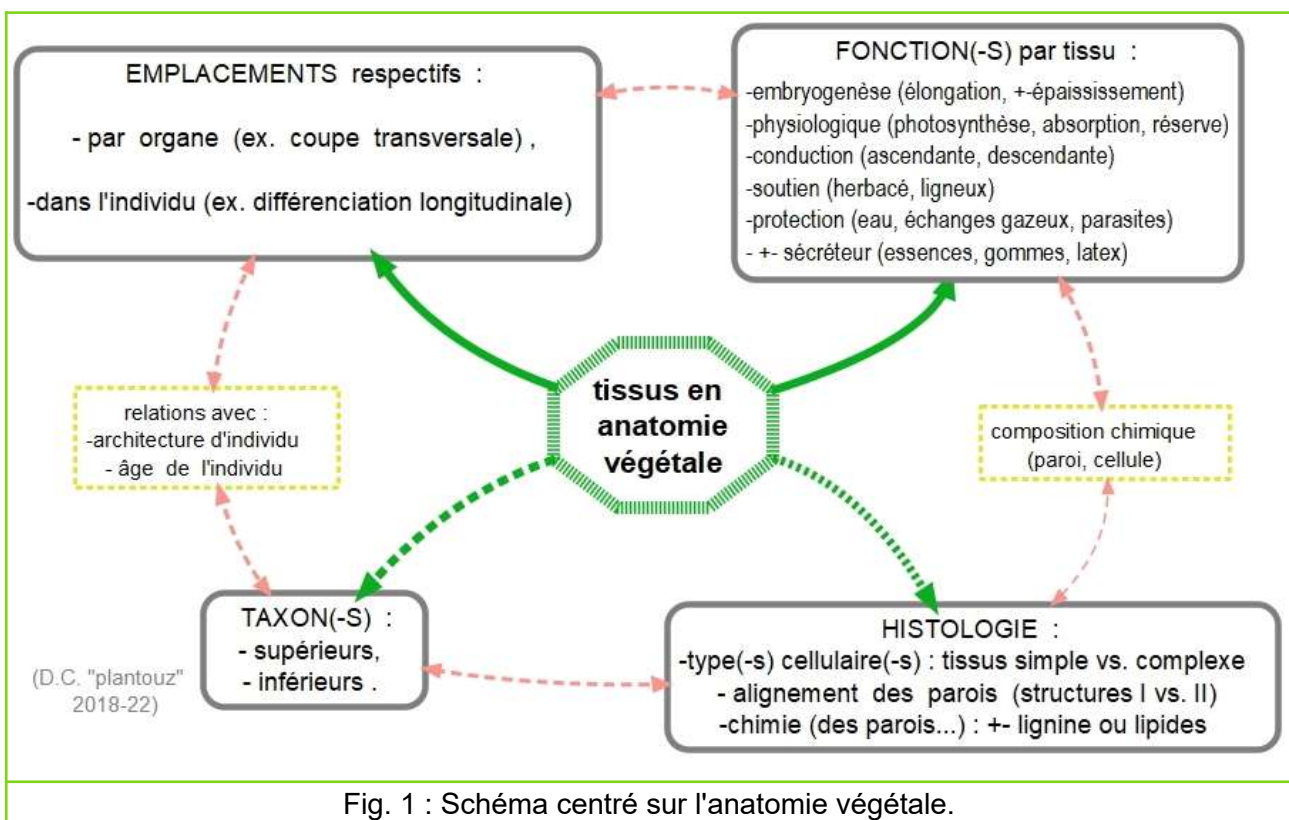 EMPLACEMENTS respectifs :
- par organe (ex. coupe transversale) ,
-dans l'individu (ex. différenciation longitudinale)
FONCTION(-S) par tissu :
-embryogenèse (élongation, +-épaississement)
-physiologique (photosynthèse, absorption, réserve)
-conduction (ascendante, descendante)
-soutien (herbacé, ligneux)
-protection (eau, échanges gazeux, parasites)
- +- sécréteur (essences, gommes, latex)
tissus en
anatomie
végétale
relations avec :
-architecture d'individu
- âge de l'individu
composition chimique
(paroi, cellule)
TAXON(-S) :
- supérieurs,
- inférieurs .
HISTOLOGIE :
-type(-s) cellulaire(-s) : tissus simple vs. complexe
- alignement des parois (structures I vs. II)
-chimie (des parois...) : +- lignine ou lipides
(D.C. "plantouz"
2018-22)
Fig. 1 : Schéma centré sur l'anatomie végétale.